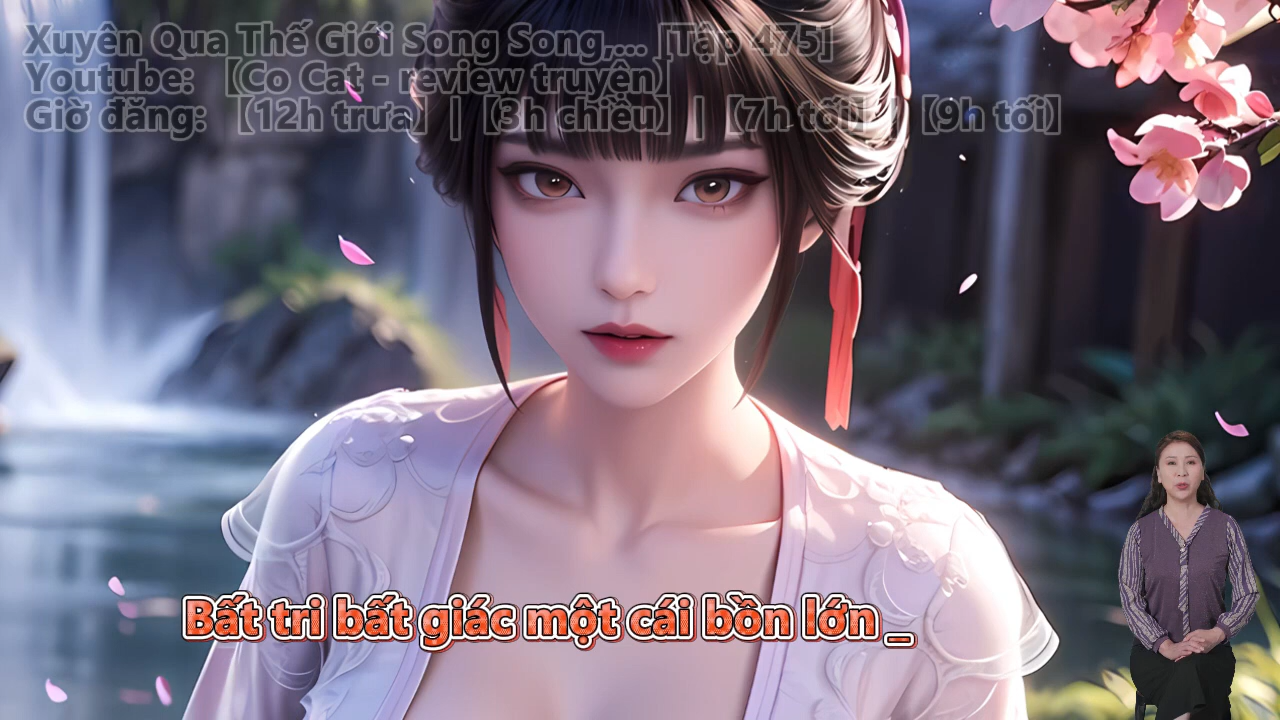 Xuyên Qua Thế Giới Song Song,... [Tập 475]
Youtube: [Co Cat - review truyện)
Giờ đăng: [12h trưa] | [3h chiều] | [7h tối] | [9h tối]
Bất tri bất giác một cái bồn lớn _